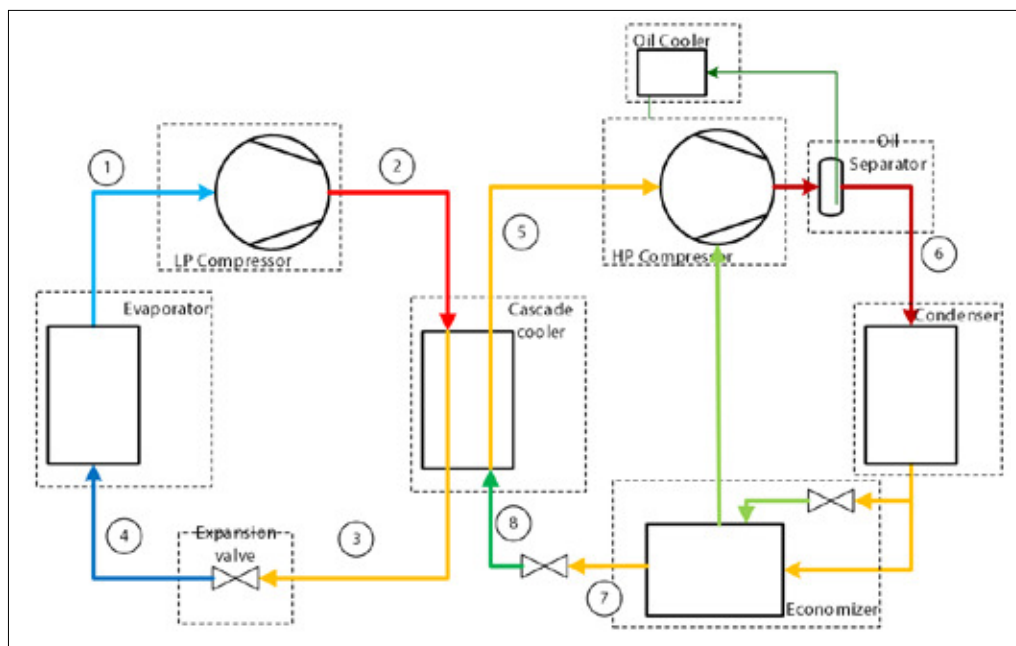 Oil Cooler
1
2
Oil
Separator
5
LP Compressor
HP Compressor
6
Evaporator
Cascade
cooler
Condenser
4
Expansion
valve
3
8
7
Economizer